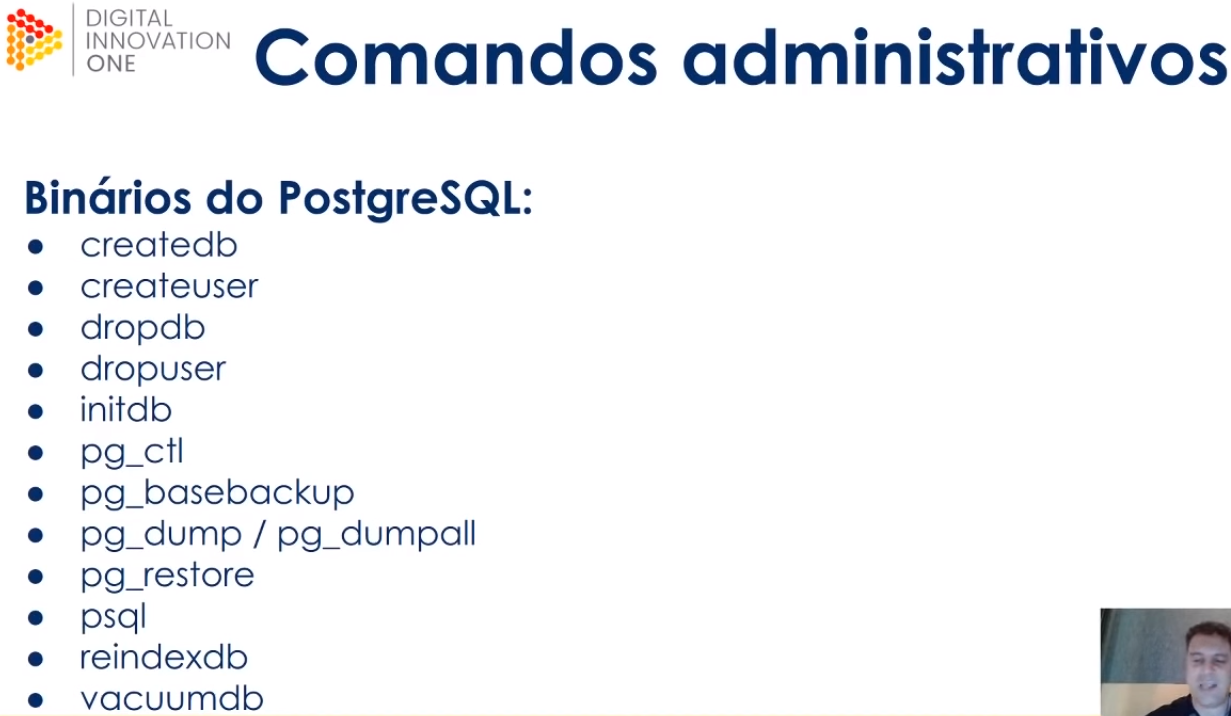 DIGITAL
INNOVATION
ONE
Comandos administrativos
Binários do PostgreSQL:
● createdb
● createuser
● dropdb
● dropuser
● initdb
● pg_ctl
● pg_basebackup
● pg_dump / pg_dumpall
● pg_restore
● psql
● reindexdb
● vacuumdb